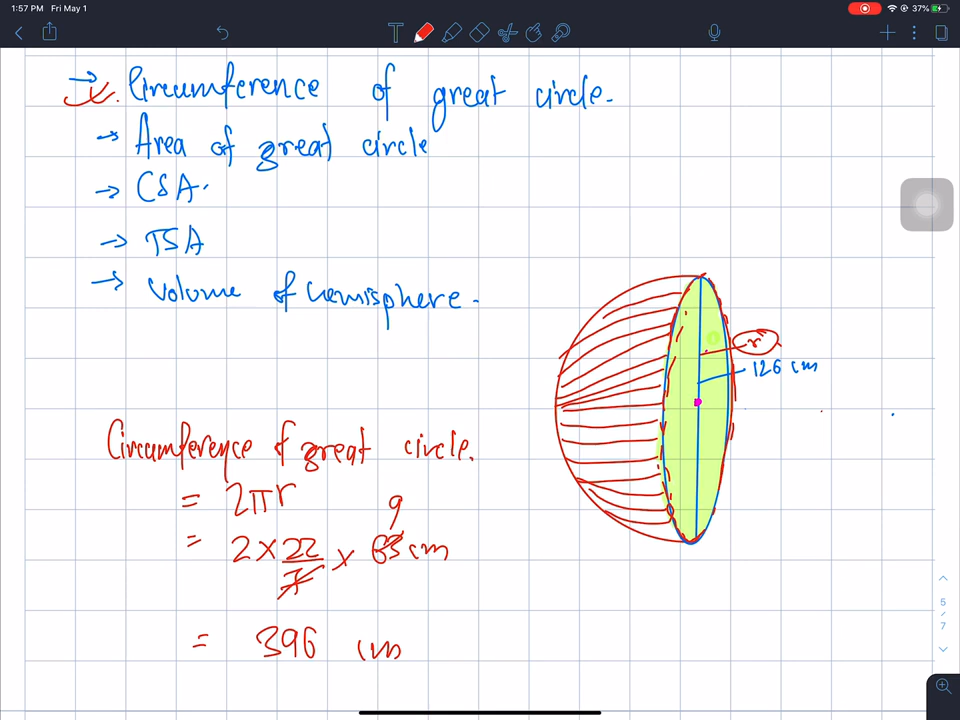 1:57 PM Fri May 1
37%
T
→ Circumference of great circle.
→ Area of great circle
→ CSA.
→ TSA
→ Volume of hemisphere.
r
126 cm
Circumference of great circle.
= 2πr
9
= 2 × 22/7 × 63 cm
= 396 cm
5
/
7